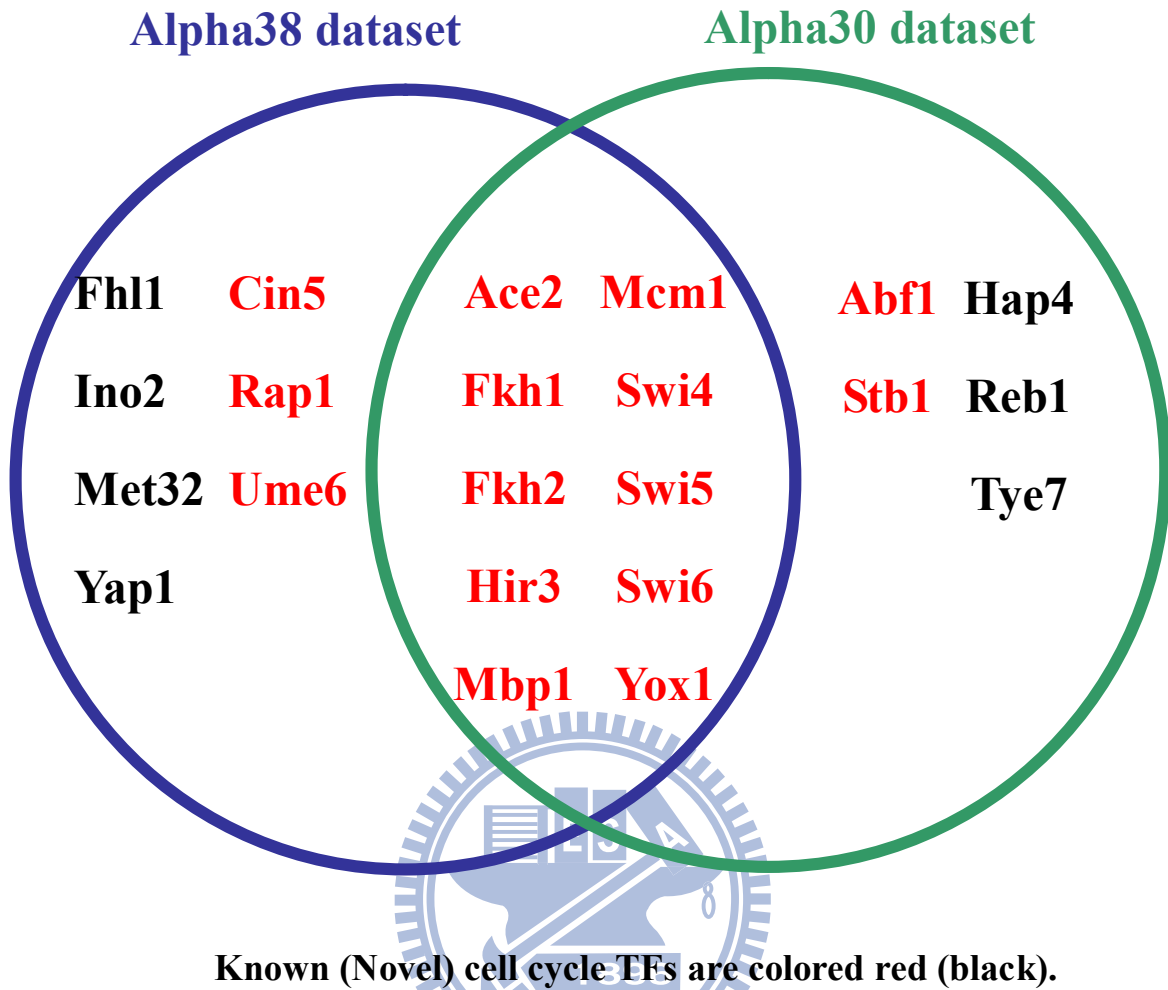 Alpha38 dataset
Alpha30 dataset
Fhl1 Cin5
Ino2 Rap1
Met32 Ume6
Yap1
Ace2 Mcm1
Fkh1 Swi4
Fkh2 Swi5
Hir3 Swi6
Mbp1 Yox1
Abf1 Hap4
Stb1 Reb1
Tye7
E S A
1896
Known (Novel) cell cycle TFs are colored red (black).